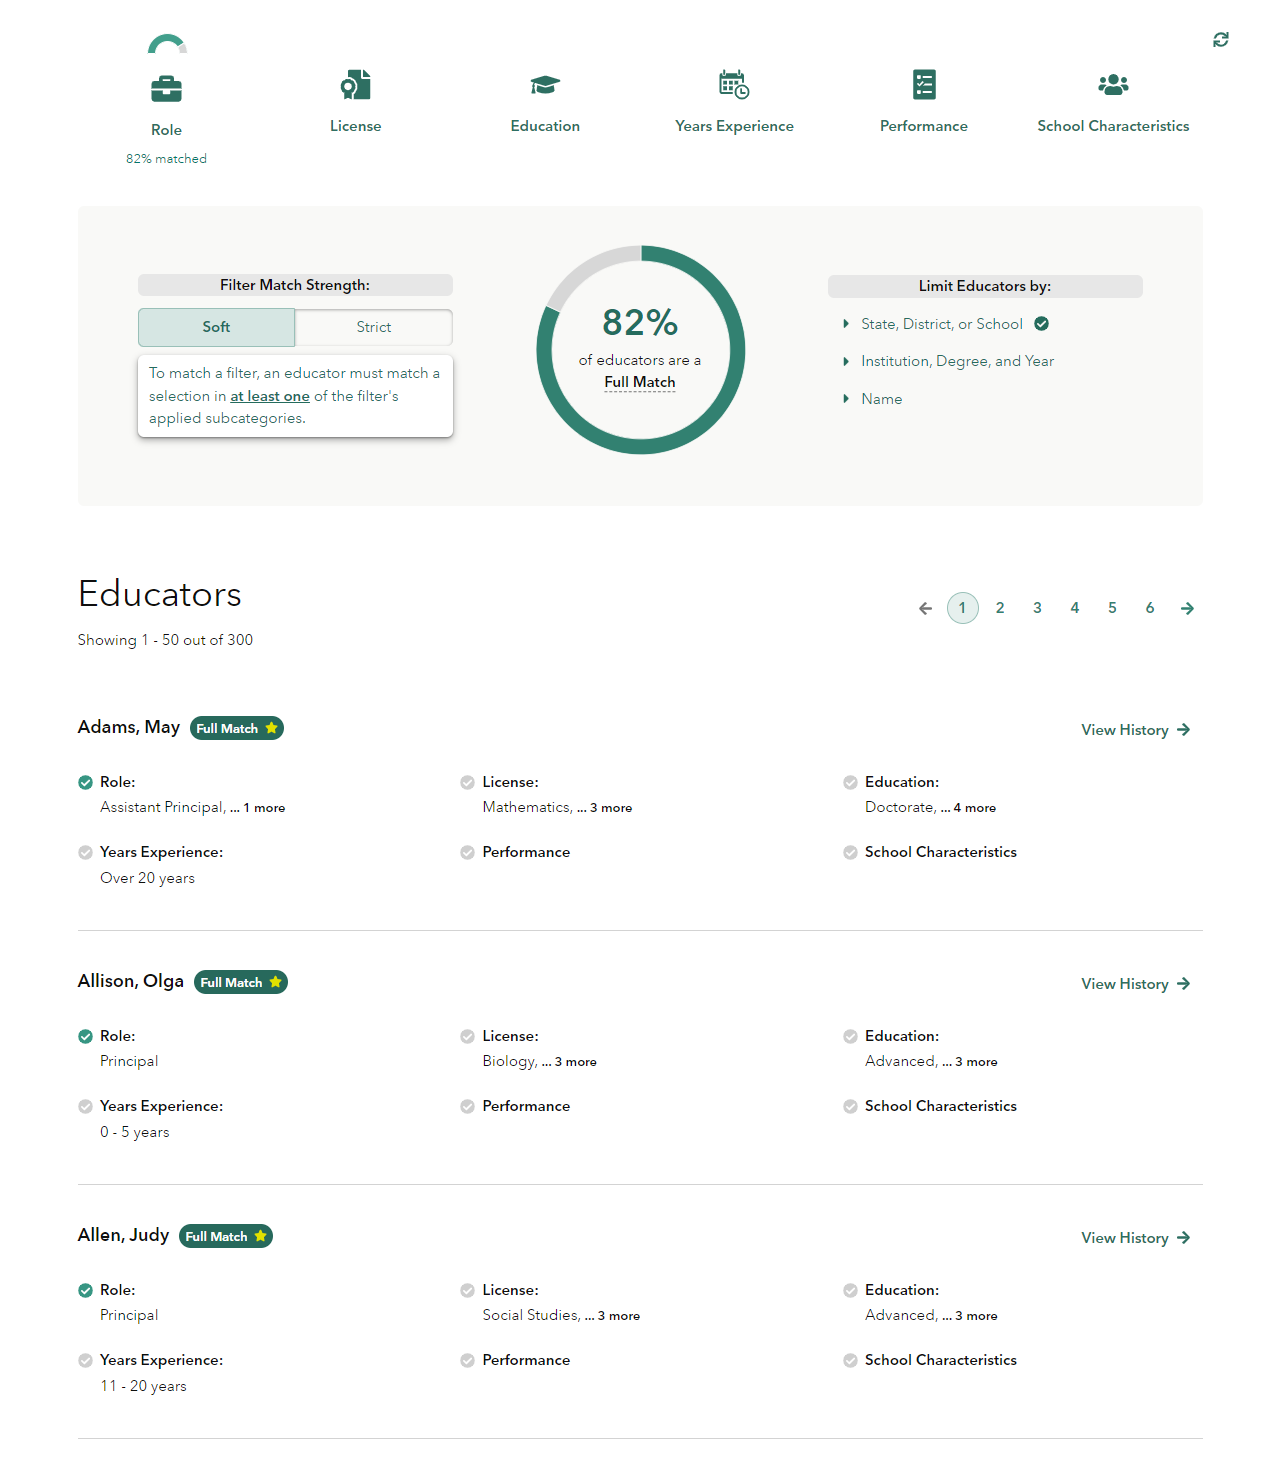 Role
License
Education
Years Experience
Performance
School Characteristics
82% matched
Filter Match Strength:
Soft
Strict
To match a filter, an educator must match a
selection in at least one of the filter's
applied subcategories.
82%
of educators are a
Full Match
Limit Educators by:
State, District, or School
Institution, Degree, and Year
Name
Educators
Showing 1 - 50 out of 300
1 2 3 4 5 6
Adams, May Full Match
View History
Role:
Assistant Principal, ... 1 more
License:
Mathematics, ... 3 more
Education:
Doctorate, ... 4 more
Years Experience:
Over 20 years
Performance
School Characteristics
Allison, Olga Full Match
View History
Role:
Principal
License:
Biology, ... 3 more
Education:
Advanced, ... 3 more
Years Experience:
0 - 5 years
Performance
School Characteristics
Allen, Judy Full Match
View History
Role:
Principal
License:
Social Studies, ... 3 more
Education:
Advanced, ... 3 more
Years Experience:
11 - 20 years
Performance
School Characteristics